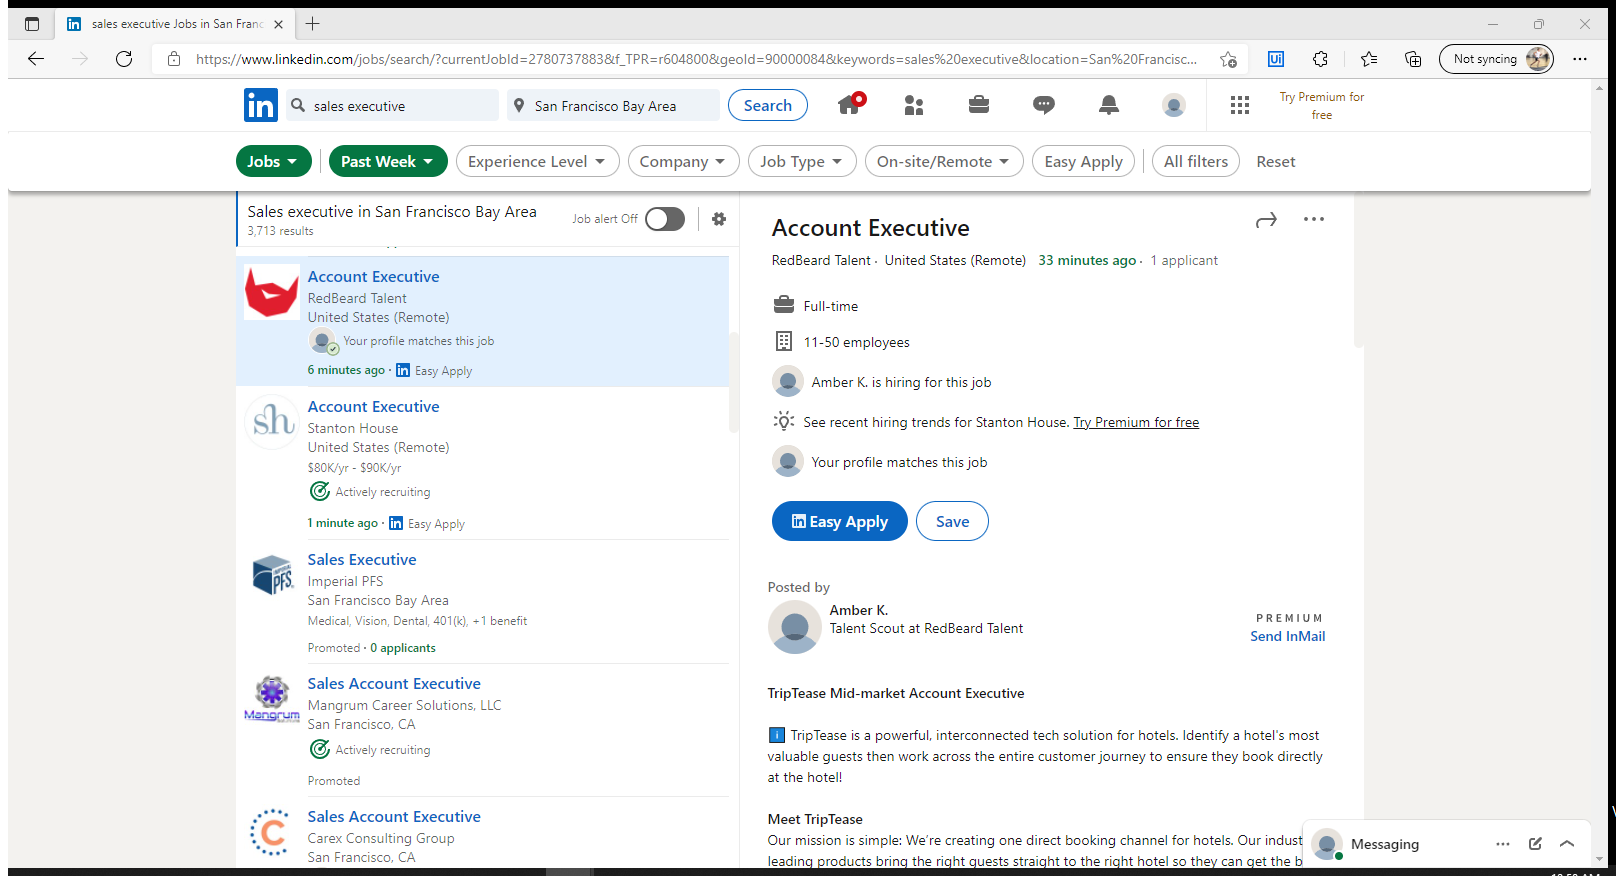 sales executive Jobs in San Franc
https://www.linkedin.com/jobs/search/?currentJobId=2780737883&f_TPR=r604800&geoId=90000084&keywords=sales%20executive&location=San%20Francisc...
Not syncing
in
sales executive
San Francisco Bay Area
Search
Try Premium for
free
Jobs
Past Week
Experience Level
Company
Job Type
On-site/Remote
Easy Apply
All filters
Reset
Sales executive in San Francisco Bay Area
3,713 results
Job alert Off
Account Executive
RedBeard Talent
United States (Remote)
Your profile matches this job
6 minutes ago · in Easy Apply
sh
Account Executive
Stanton House
United States (Remote)
$80K/yr - $90K/yr
Actively recruiting
1 minute ago · in Easy Apply
IMPERIAL PFS
Sales Executive
Imperial PFS
San Francisco Bay Area
Medical, Vision, Dental, 401(k), +1 benefit
Promoted · 0 applicants
Mangrum
Sales Account Executive
Mangrum Career Solutions, LLC
San Francisco, CA
Actively recruiting
Promoted
C
Sales Account Executive
Carex Consulting Group
San Francisco, CA
Account Executive
RedBeard Talent · United States (Remote) 33 minutes ago · 1 applicant
Full-time
11-50 employees
Amber K. is hiring for this job
See recent hiring trends for Stanton House. Try Premium for free
Your profile matches this job
in Easy Apply
Save
Posted by
Amber K.
Talent Scout at RedBeard Talent
PREMIUM
Send InMail
TripTease Mid-market Account Executive
i TripTease is a powerful, interconnected tech solution for hotels. Identify a hotel's most
valuable guests then work across the entire customer journey to ensure they book directly
at the hotel!
Meet TripTease
Our mission is simple: We're creating one direct booking channel for hotels. Our indust
leading products bring the right guests straight to the right hotel so they can get the b
Messaging